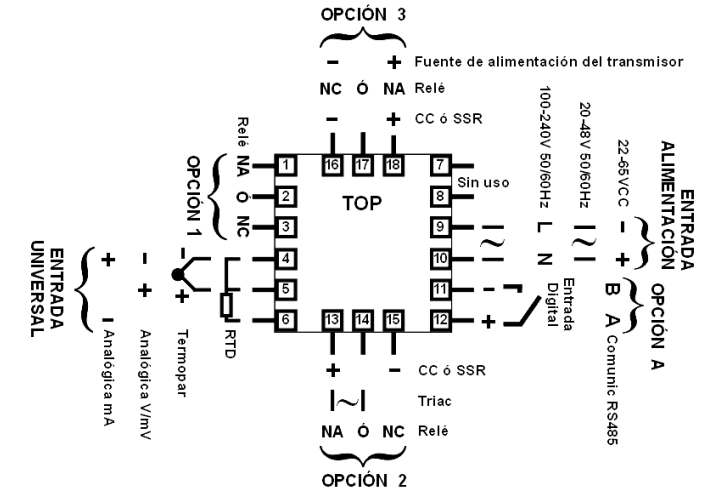 OPCIÓN 3
- + Fuente de alimentación del transmisor
NC Ó NA Relé
- + CC ó SSR
Relé
NA Ó NC
OPCIÓN 1
16 17 18
1 7
2 8
3 9
4 10
5 11
6 12
13 14 15
TOP
Sin uso
~
L N
100-240V 50/60Hz
~
20-48V 50/60Hz
- +
22-65VCC
ENTRADA
ALIMENTACIÓN
- +
Entrada
Digital
B A
Comunic RS485
OPCIÓN A
ENTRADA
UNIVERSAL
+ - Analógica mA
- + Analógica V/mV
- + Termopar
RTD
+ - CC ó SSR
~ Triac
NA Ó NC Relé
OPCIÓN 2